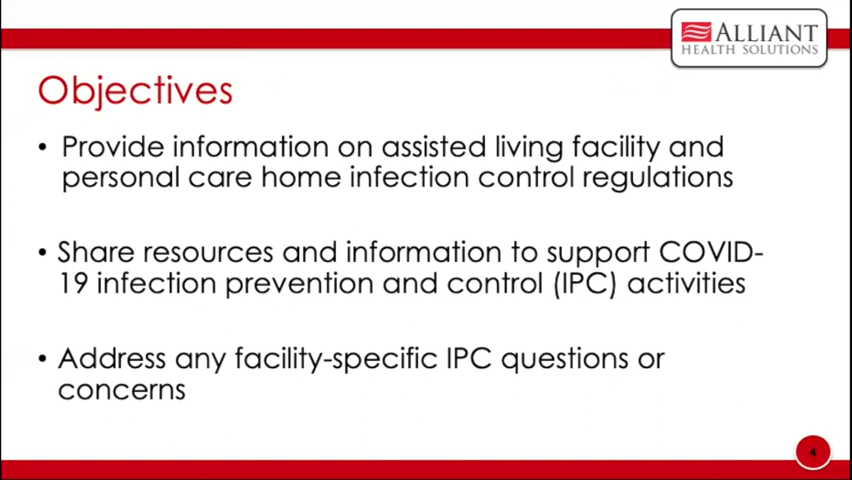 ALLIANT
HEALTH SOLUTIONS
Objectives
• Provide information on assisted living facility and
personal care home infection control regulations
• Share resources and information to support COVID-
19 infection prevention and control (IPC) activities
• Address any facility-specific IPC questions or
concerns
4